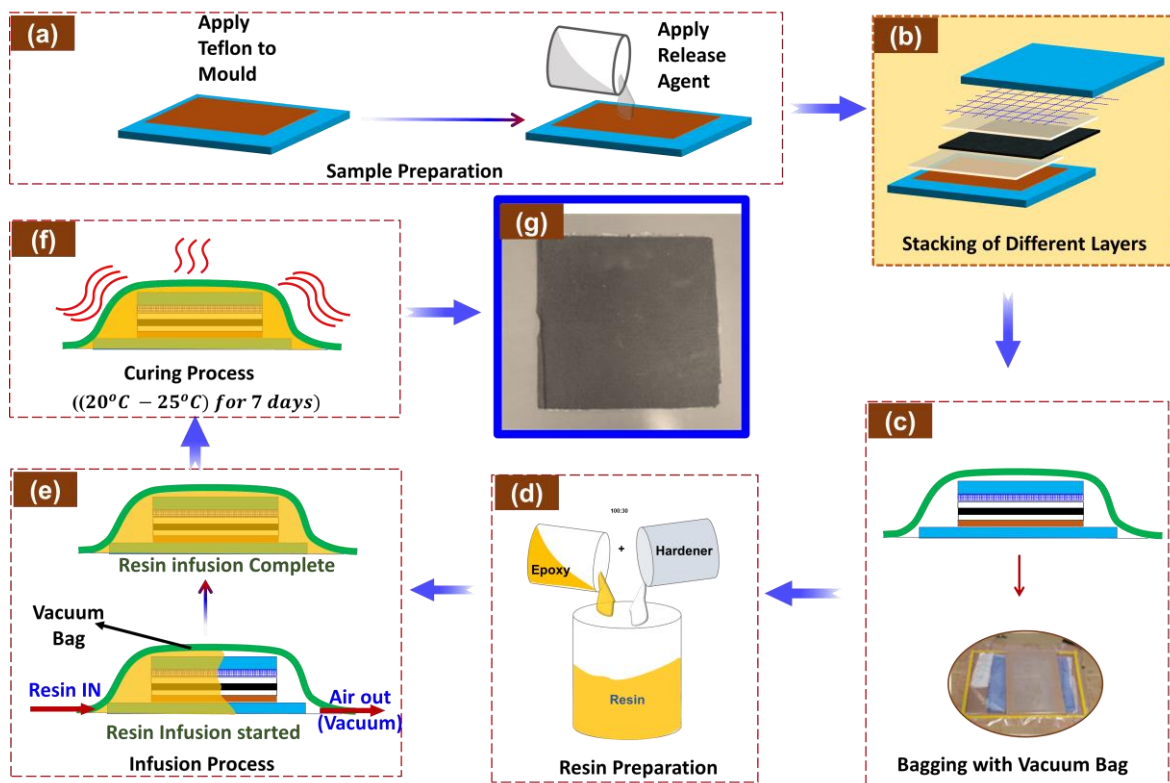 (a)
Apply
Teflon to
Mould
Apply
Release
Agent
Sample Preparation
(b)
Stacking of Different Layers
(c)
Bagging with Vacuum Bag
(d)
100:30
Epoxy
+
Hardener
Resin
Resin Preparation
(e)
Resin infusion Complete
Vacuum
Bag
Resin IN
Air out
(Vacuum)
Resin Infusion started
Infusion Process
(f)
Curing Process
((20°C − 25°C) for 7 days)
(g)